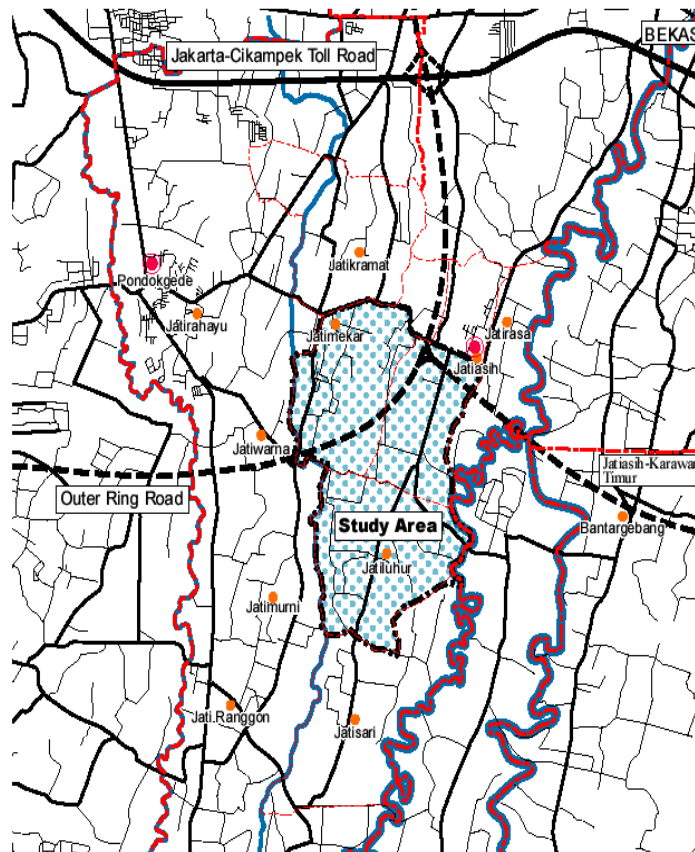 BEKAS
Jakarta-Cikampek Toll Road
Jatikramat
Pondokgede
Jatirahayu
Jatimekar
Jatirasa
Jatiasih
Jatiwarna
Jatiasih-Karawa
Timur
Outer Ring Road
Study Area
Bantargebang
Jatiluhur
Jatimurni
Jati.Ranggon
Jatisari